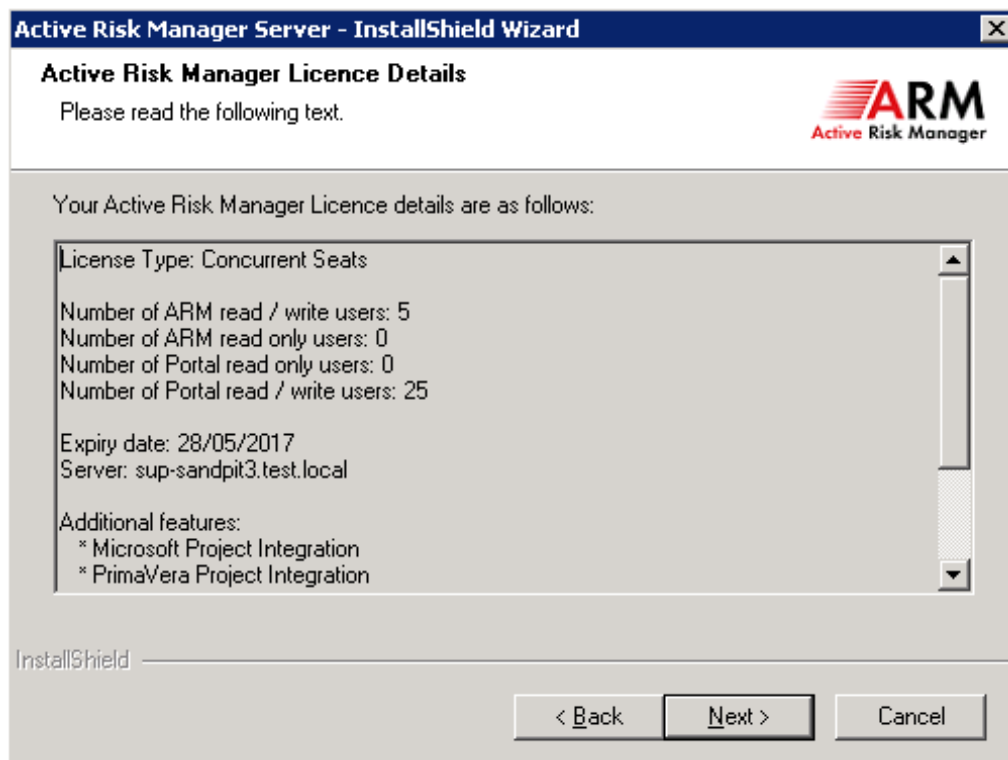 Active Risk Manager Server - InstallShield Wizard
Active Risk Manager Licence Details
Please read the following text.
ARM
Active Risk Manager
Your Active Risk Manager Licence details are as follows:
License Type: Concurrent Seats
Number of ARM read / write users: 5
Number of ARM read only users: 0
Number of Portal read only users: 0
Number of Portal read / write users: 25
Expiry date: 28/05/2017
Server: sup-sandpit3.test.local
Additional features:
* Microsoft Project Integration
* PrimaVera Project Integration
InstallShield
< Back
Next >
Cancel